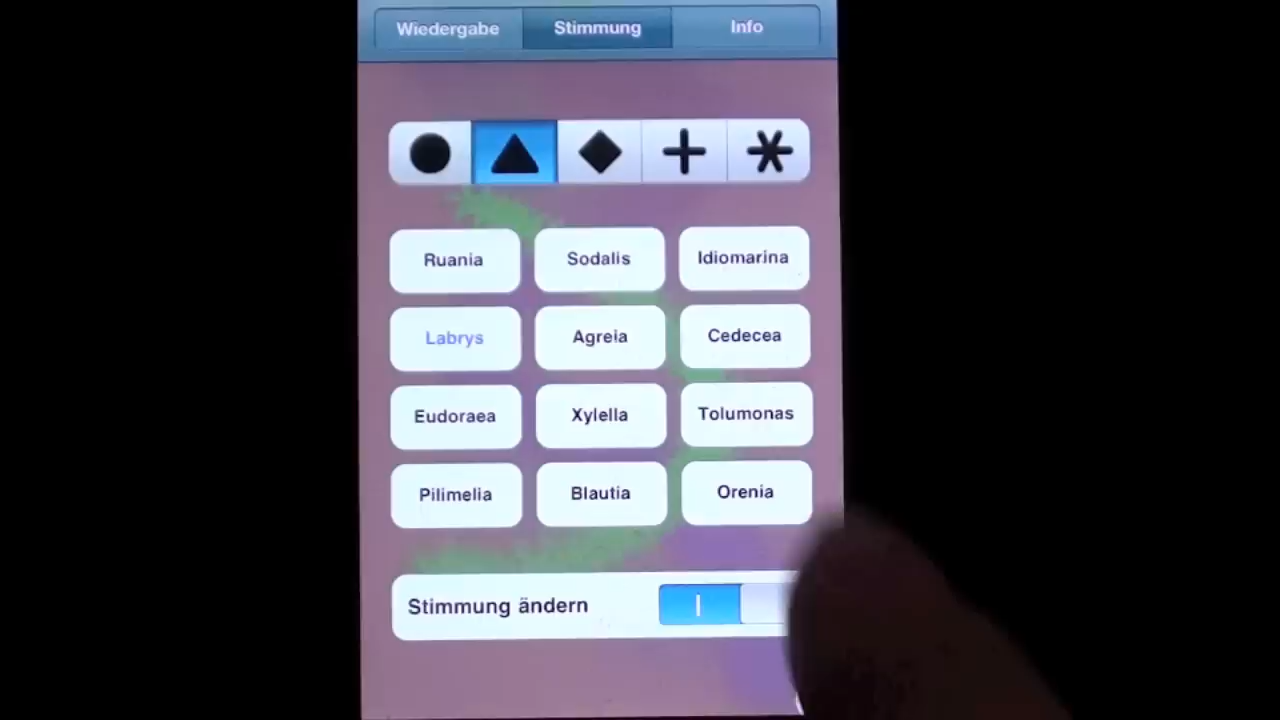 Wiedergabe Stimmung Info
Ruania Sodalis Idiomarina
Labrys Agreia Cedecea
Eudoraea Xylella Tolumonas
Pilimelia Blautia Orenia
Stimmung ändern